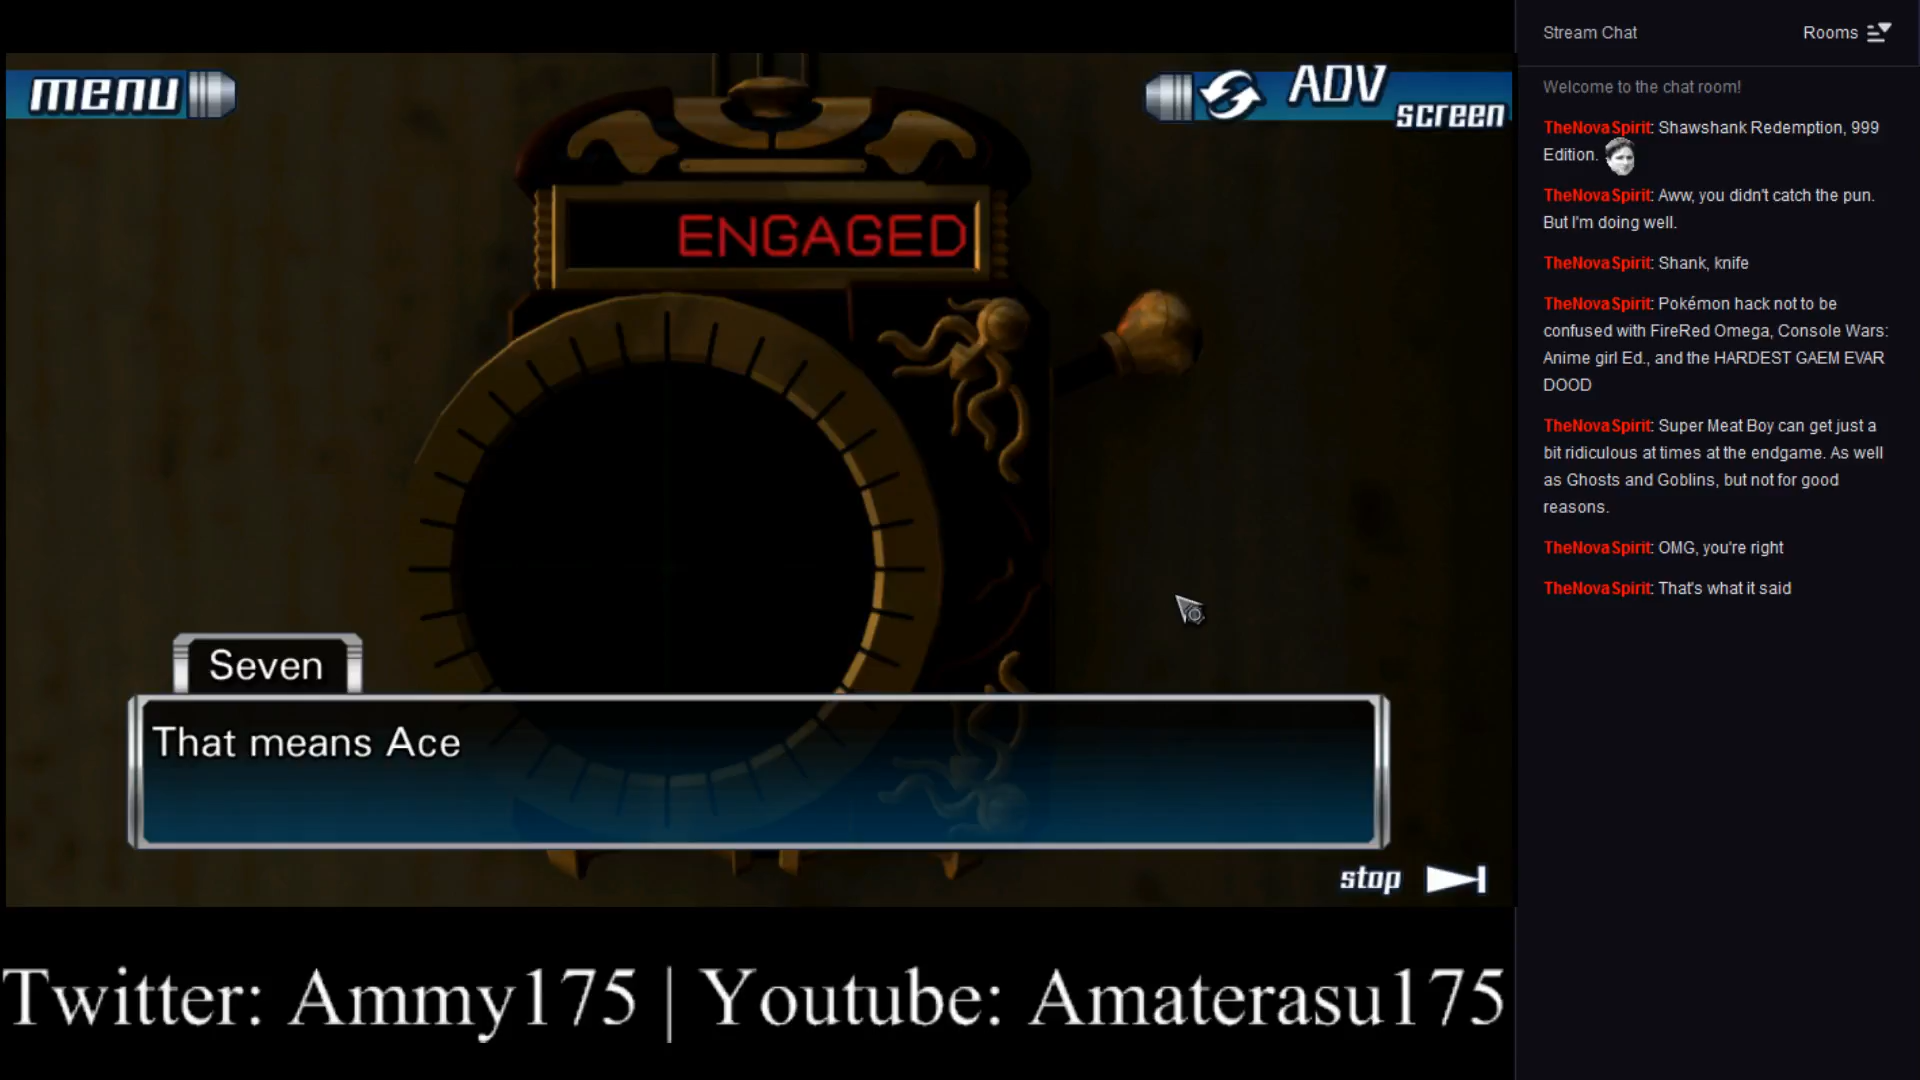 menu
ADV
screen
ENGAGED
Seven
That means Ace
stop
Twitter: Ammy175 | Youtube: Amaterasu175
Stream Chat
Rooms
Welcome to the chat room!
TheNovaSpirit: Shawshank Redemption, 999
Edition.
TheNovaSpirit: Aww, you didn't catch the pun.
But I'm doing well.
TheNovaSpirit: Shank, knife
TheNovaSpirit: Pokémon hack not to be
confused with FireRed Omega, Console Wars:
Anime girl Ed., and the HARDEST GAEM EVAR
DOOD
TheNovaSpirit: Super Meat Boy can get just a
bit ridiculous at times at the endgame. As well
as Ghosts and Goblins, but not for good
reasons.
TheNovaSpirit: OMG, you're right
TheNovaSpirit: That's what it said